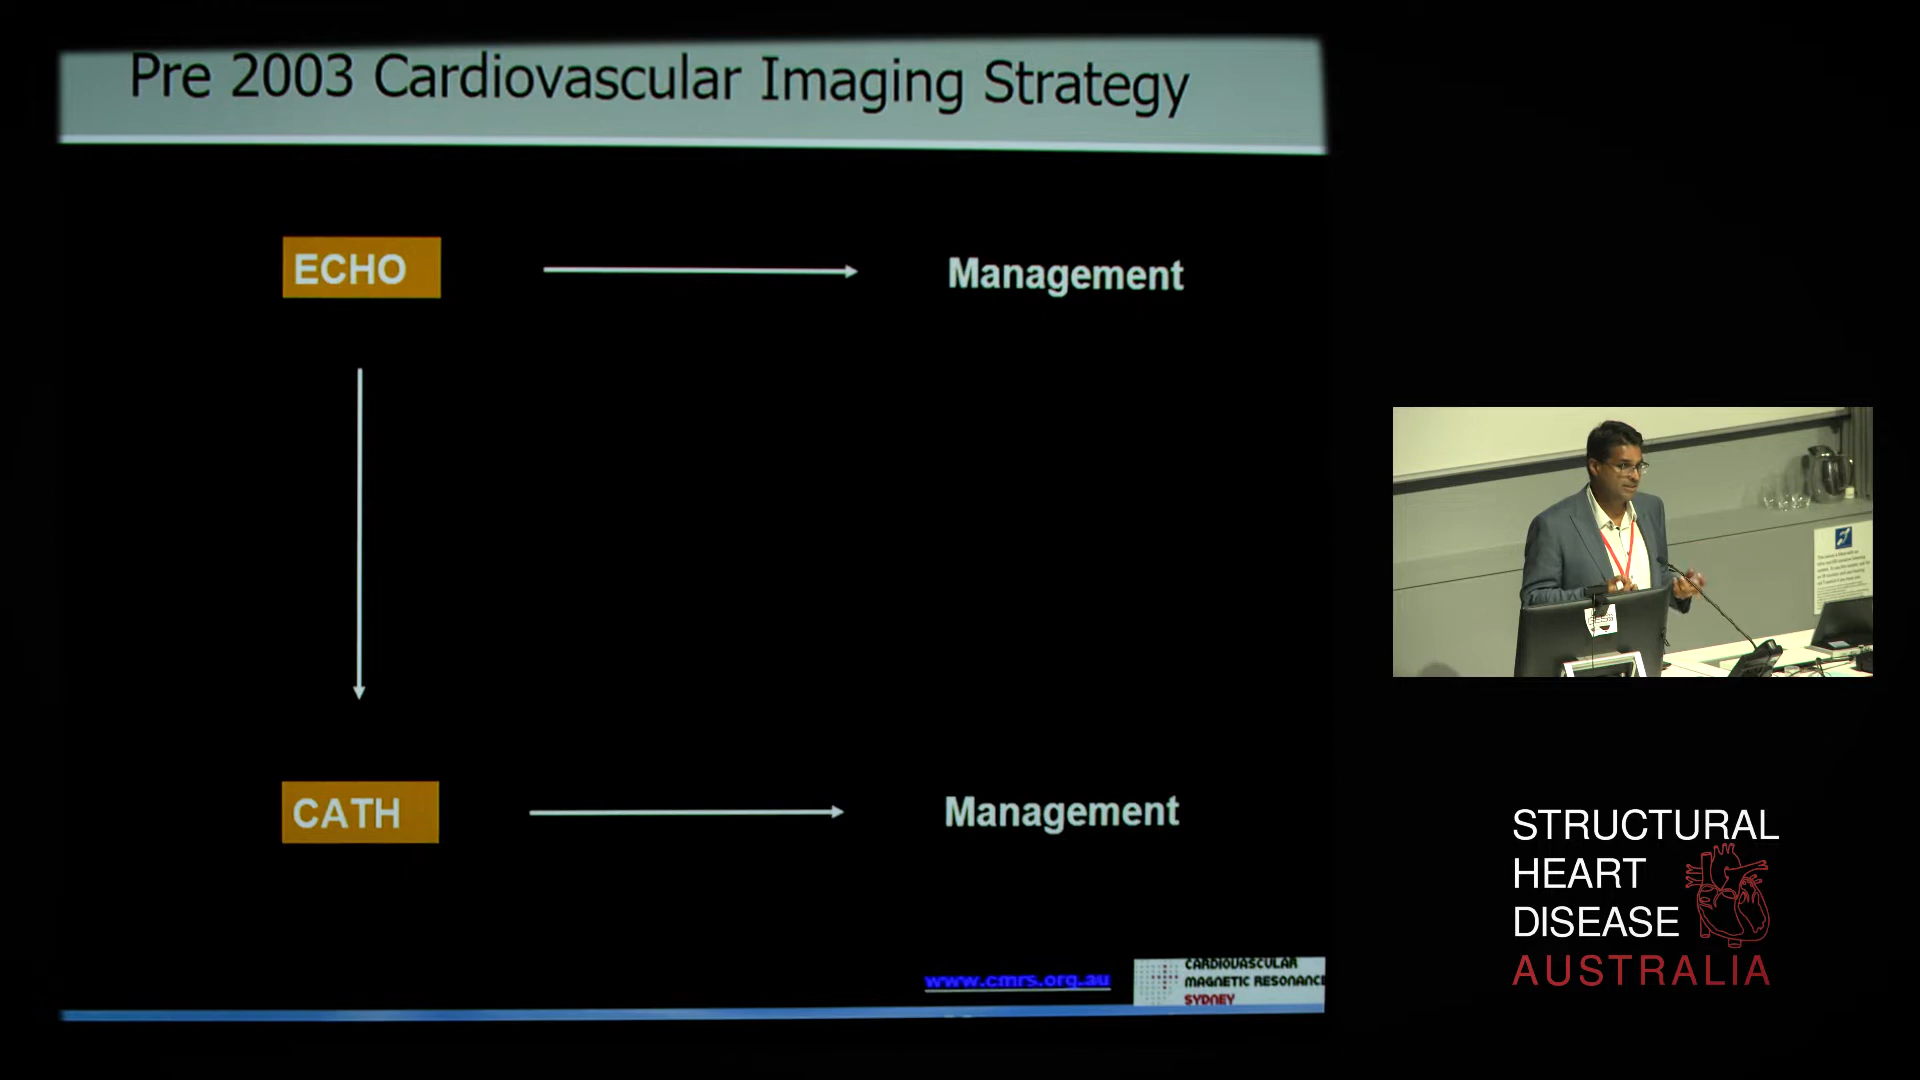 Pre 2003 Cardiovascular Imaging Strategy
ECHO
Management
CATH
Management
www.cmrs.org.au
CARDIOVASCULAR
MAGNETIC RESONANCE
SYDNEY
STRUCTURAL
HEART
DISEASE
AUSTRALIA